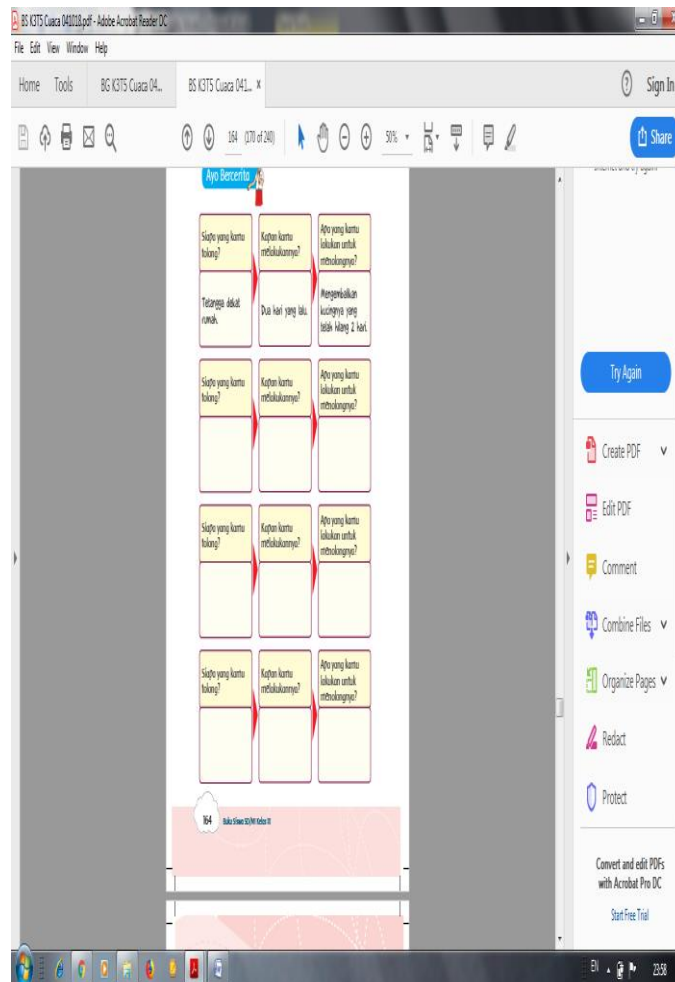 BS K3T5 Cuaca 041018.pdf - Adobe Acrobat Reader DC
File Edit View Window Help
Home Tools BG K3T5 Cuaca 04... BS K3T5 Cuaca 041... x
Sign In
164 (170 of 240) 50%
Share
Ayo Bercerita
Siapa yang kamu tolong?
Kapan kamu melakukannya?
Apa yang kamu lakukan untuk menolongnya?
Tetangga dekat rumah.
Dua hari yang lalu.
Mengembalikan kucingnya yang telah hilang 2 hari.
Siapa yang kamu tolong?
Kapan kamu melakukannya?
Apa yang kamu lakukan untuk menolongnya?
Siapa yang kamu tolong?
Kapan kamu melakukannya?
Apa yang kamu lakukan untuk menolongnya?
Siapa yang kamu tolong?
Kapan kamu melakukannya?
Apa yang kamu lakukan untuk menolongnya?
164 Buku Siswa SD/MI Kelas III
Try Again
Create PDF
Edit PDF
Comment
Combine Files
Organize Pages
Redact
Protect
Convert and edit PDFs
with Acrobat Pro DC
Start Free Trial
EN 23:58